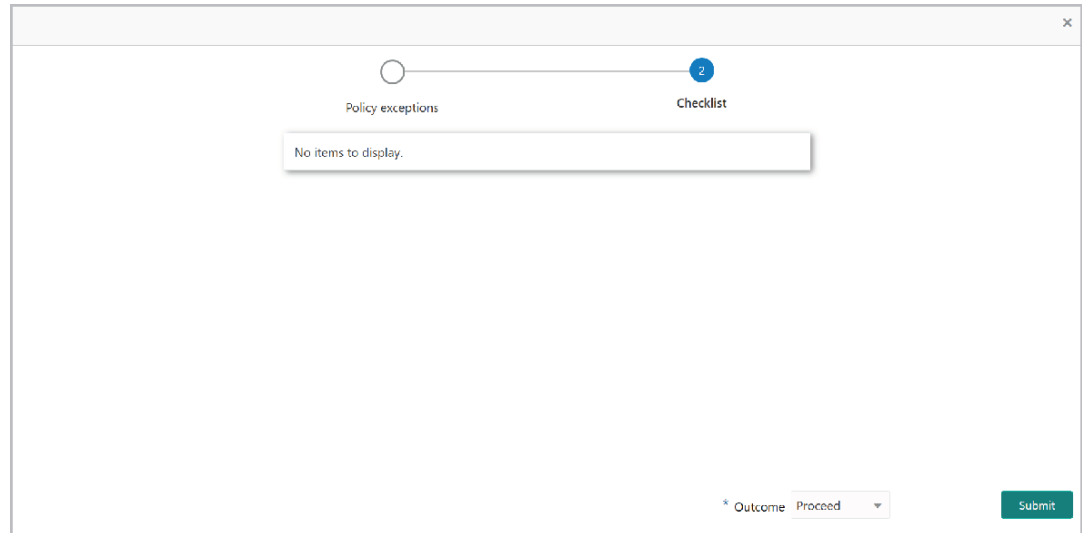 ×
2
Policy exceptions
Checklist
No items to display.
* Outcome Proceed
Submit